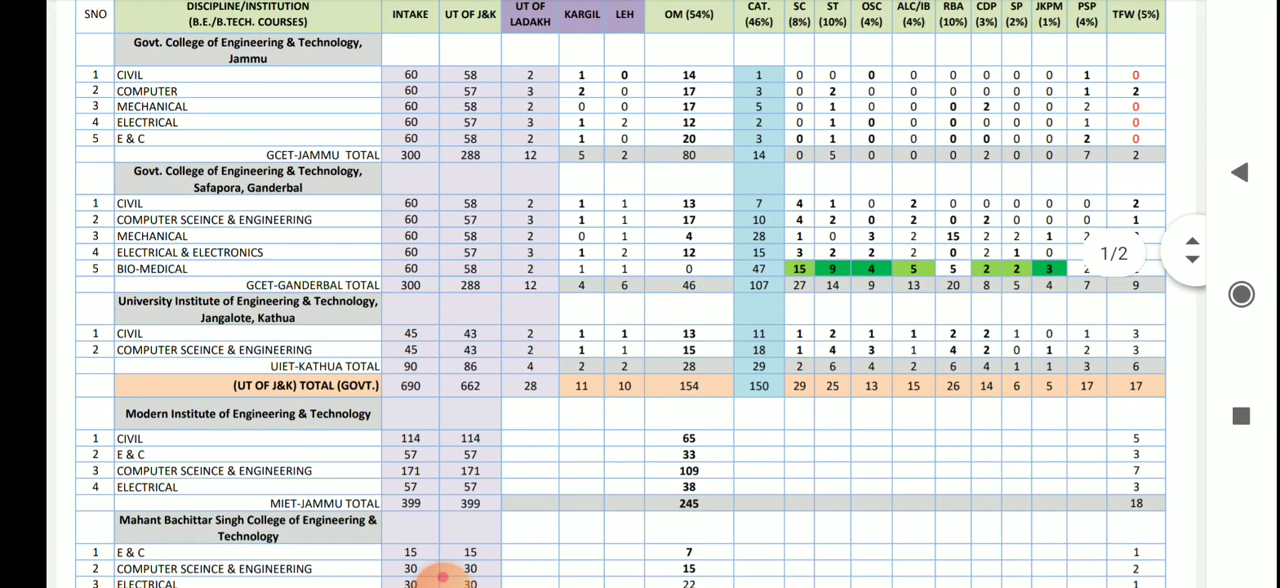 SNO DISCIPLINE/INSTITUTION (B.E./B.TECH. COURSES) INTAKE UT OF J&K UT OF LADAKH KARGIL LEH OM (54%) CAT. (46%) SC (8%) ST (10%) OSC (4%) ALC/IB (4%) RBA (10%) CDP (3%) SP (2%) JKPM (1%) PSP (4%) TFW (5%)
Govt. College of Engineering & Technology,
Jammu
1 CIVIL 60 58 2 1 0 14 1 0 0 0 0 0 0 0 0 1 0
2 COMPUTER 60 57 3 2 0 17 3 0 2 0 0 0 0 0 0 1 2
3 MECHANICAL 60 58 2 0 0 17 5 0 1 0 0 0 2 0 0 2 0
4 ELECTRICAL 60 57 3 1 2 12 2 0 1 0 0 0 0 0 0 1 0
5 E & C 60 58 2 1 0 20 3 0 1 0 0 0 0 0 0 2 0
GCET-JAMMU TOTAL 300 288 12 5 2 80 14 0 5 0 0 0 2 0 0 7 2
Govt. College of Engineering & Technology,
Safapora, Ganderbal
1 CIVIL 60 58 2 1 1 13 7 4 1 0 2 0 0 0 0 0 2
2 COMPUTER SCEINCE & ENGINEERING 60 57 3 1 1 17 10 4 2 0 2 0 2 0 0 0 1
3 MECHANICAL 60 58 2 0 1 4 28 1 0 3 2 15 2 2 1 2
4 ELECTRICAL & ELECTRONICS 60 57 3 1 2 12 15 3 2 2 2 0 2 1 0
1/2
5 BIO-MEDICAL 60 58 2 1 1 0 47 15 9 4 5 5 2 2 3
GCET-GANDERBAL TOTAL 300 288 12 4 6 46 107 27 14 9 13 20 8 5 4 7 9
University Institute of Engineering & Technology,
Jangalote, Kathua
1 CIVIL 45 43 2 1 1 13 11 1 2 1 1 2 2 1 0 1 3
2 COMPUTER SCEINCE & ENGINEERING 45 43 2 1 1 15 18 1 4 3 1 4 2 0 1 2 3
UIET-KATHUA TOTAL 90 86 4 2 2 28 29 2 6 4 2 6 4 1 1 3 6
(UT OF J&K) TOTAL (GOVT.) 690 662 28 11 10 154 150 29 25 13 15 26 14 6 5 17 17
Modern Institute of Engineering & Technology
1 CIVIL 114 114 65 5
2 E & C 57 57 33 3
3 COMPUTER SCEINCE & ENGINEERING 171 171 109 7
4 ELECTRICAL 57 57 38 3
MIET-JAMMU TOTAL 399 399 245 18
Mahant Bachittar Singh College of Engineering &
Technology
1 E & C 15 15 7 1
2 COMPUTER SCEINCE & ENGINEERING 30 30 15 2
3 ELECTRICAL 30 30 22 1